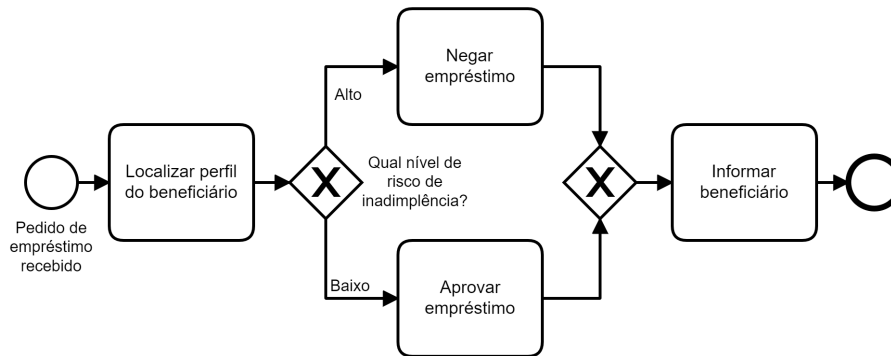 Pedido de
empréstimo
recebido
Localizar perfil
do beneficiário
Qual nível de
risco de
inadimplência?
Alto
Negar
empréstimo
Baixo
Aprovar
empréstimo
Informar
beneficiário